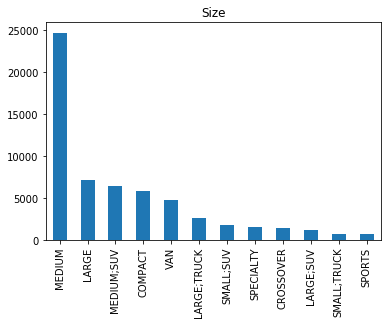 Size
25000
20000
15000
10000
5000
0
MEDIUM
LARGE
MEDIUM;SUV
COMPACT
VAN
LARGE;TRUCK
SMALL;SUV
SPECIALTY
CROSSOVER
LARGE;SUV
SMALL;TRUCK
SPORTS